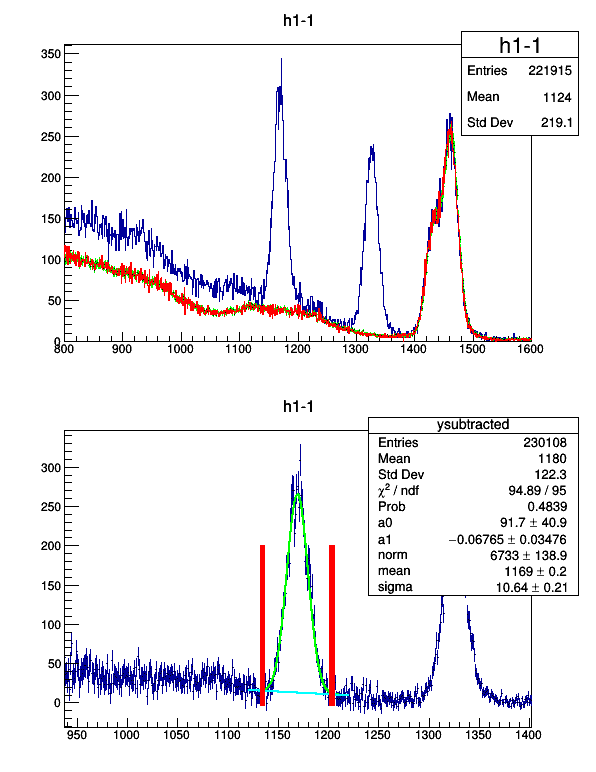 h1-1
h1-1
Entries 221915
Mean 1124
Std Dev 219.1
350
300
250
200
150
100
50
0
800 900 1000 1100 1200 1300 1400 1500 1600
h1-1
ysubtracted
Entries 230108
Mean 1180
Std Dev 122.3
χ² / ndf 94.89 / 95
Prob 0.4839
a0 91.7 ± 40.9
a1 −0.06765 ± 0.03476
norm 6733 ± 138.9
mean 1169 ± 0.2
sigma 10.64 ± 0.21
300
250
200
150
100
50
0
950 1000 1050 1100 1150 1200 1250 1300 1350 1400